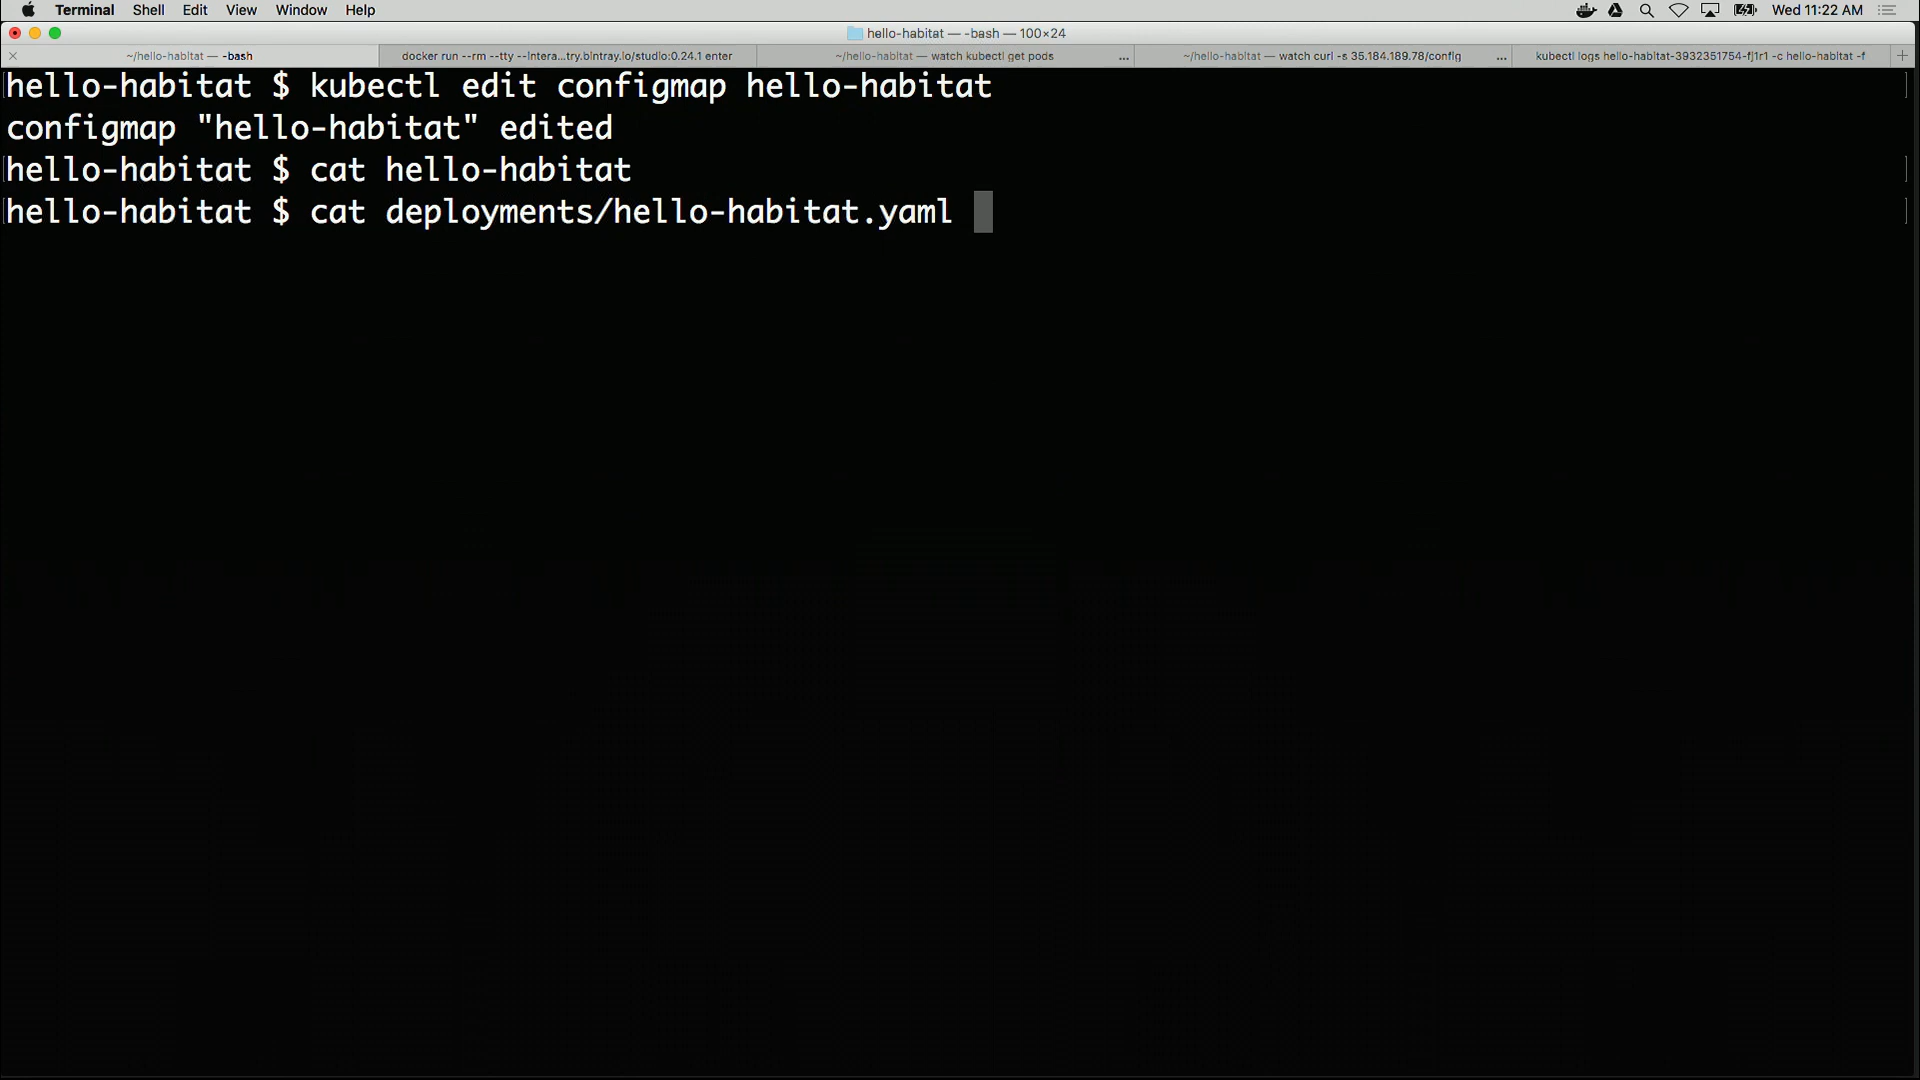 Terminal Shell Edit View Window Help Wed 11:22 AM
hello-habitat — -bash — 100×24
~/hello-habitat — -bash docker run --rm --tty --intera...try.bintray.io/studio:0.24.1 enter ~/hello-habitat — watch kubectl get pods ... ~/hello-habitat — watch curl -s 35.184.189.78/config ... kubectl logs hello-habitat-3932351754-fj1r1 -c hello-habitat -f
hello-habitat $ kubectl edit configmap hello-habitat
configmap "hello-habitat" edited
hello-habitat $ cat hello-habitat
hello-habitat $ cat deployments/hello-habitat.yaml